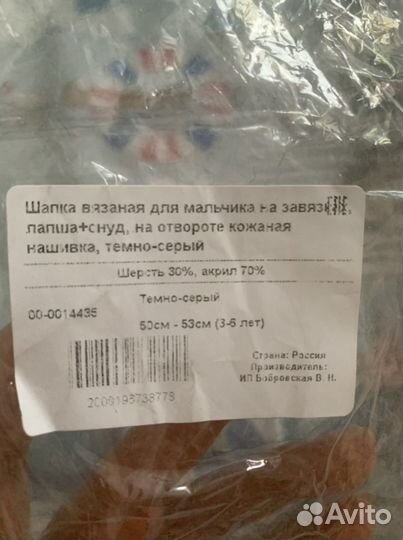 Шапка вязаная для мальчика на завязках,
лапша+снуд, на отвороте кожаная
нашивка, темно-серый
Шерсть 30%, акрил 70%
Темно-серый
00-0014435
50см - 53см (3-6 лет)
Страна: Россия
Производитель:
ИП Бобровская В. Н.
2000193738773
Avito